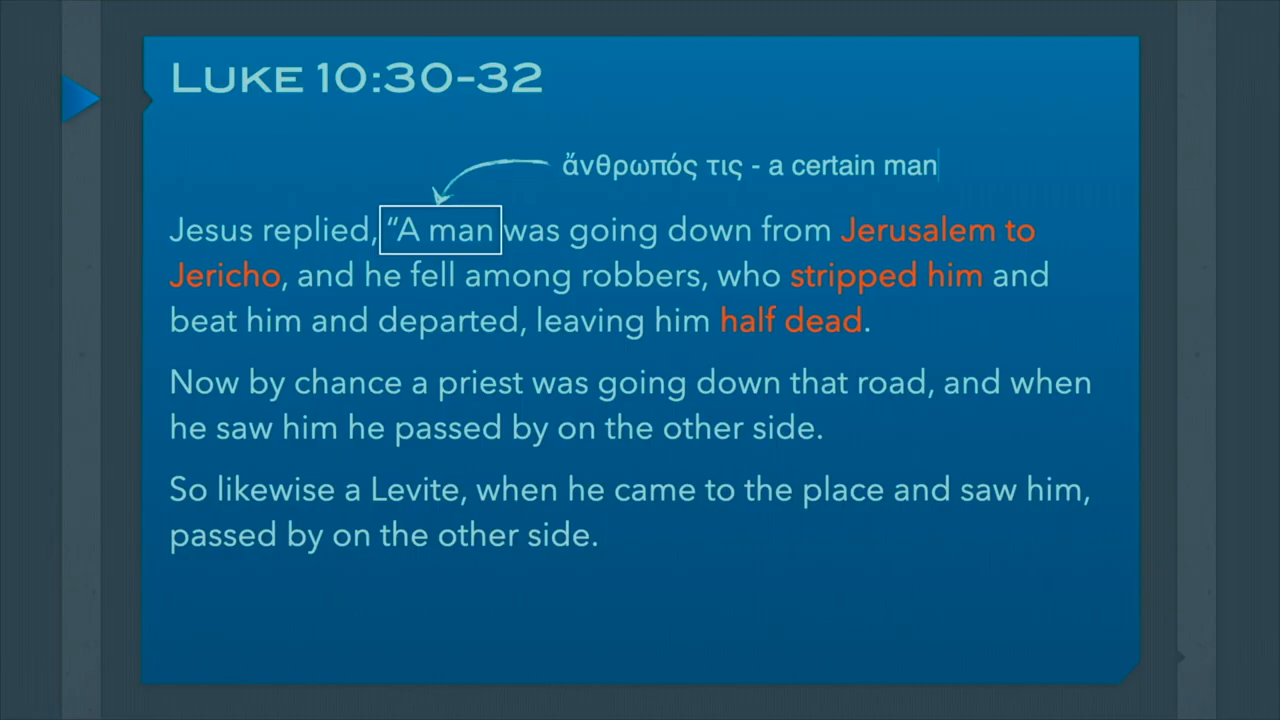 LUKE 10:30-32
ἄνθρωπός τις - a certain man
Jesus replied, “A man was going down from Jerusalem to
Jericho, and he fell among robbers, who stripped him and
beat him and departed, leaving him half dead.
Now by chance a priest was going down that road, and when
he saw him he passed by on the other side.
So likewise a Levite, when he came to the place and saw him,
passed by on the other side.